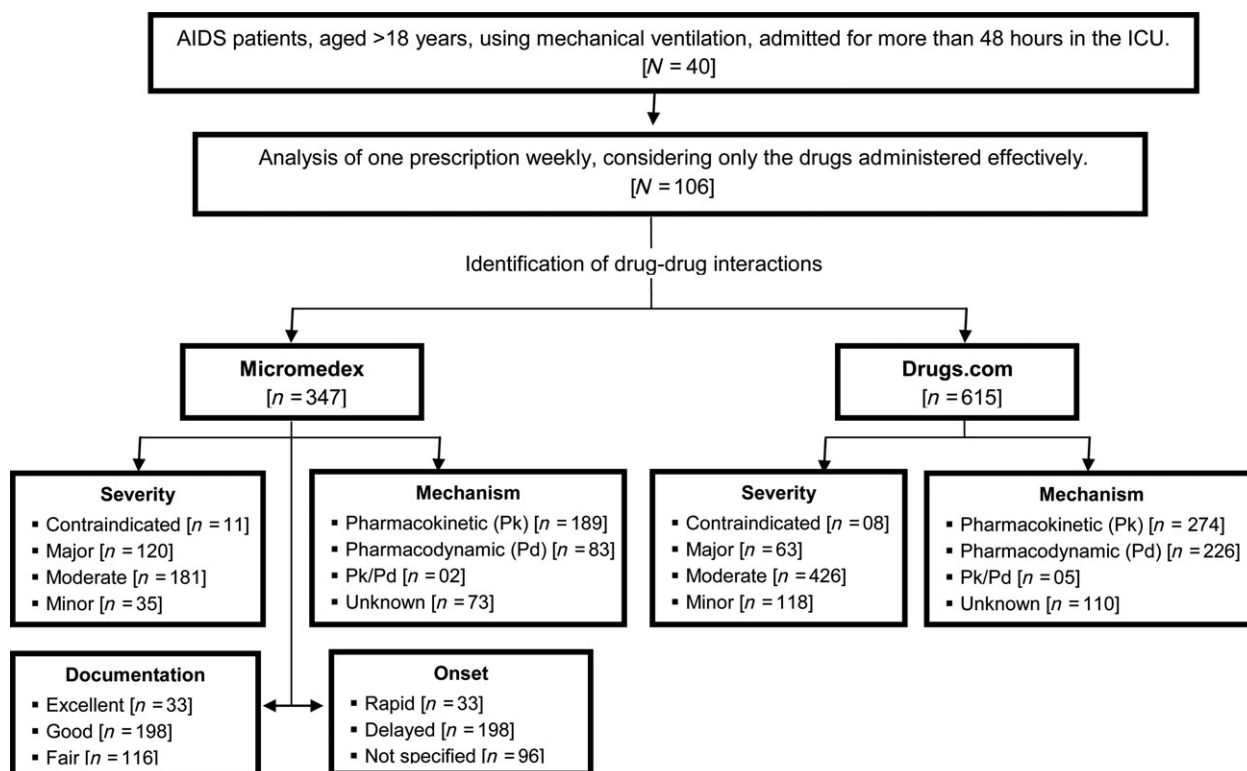 AIDS patients, aged >18 years, using mechanical ventilation, admitted for more than 48 hours in the ICU.
[N = 40]
Analysis of one prescription weekly, considering only the drugs administered effectively.
[N = 106]
Identification of drug-drug interactions
Micromedex
[n = 347]
Drugs.com
[n = 615]
Severity
▪ Contraindicated [n = 11]
▪ Major [n = 120]
▪ Moderate [n = 181]
▪ Minor [n = 35]
Mechanism
▪ Pharmacokinetic (Pk) [n = 189]
▪ Pharmacodynamic (Pd) [n = 83]
▪ Pk/Pd [n = 02]
▪ Unknown [n = 73]
Severity
▪ Contraindicated [n = 08]
▪ Major [n = 63]
▪ Moderate [n = 426]
▪ Minor [n = 118]
Mechanism
▪ Pharmacokinetic (Pk) [n = 274]
▪ Pharmacodynamic (Pd) [n = 226]
▪ Pk/Pd [n = 05]
▪ Unknown [n = 110]
Documentation
▪ Excellent [n = 33]
▪ Good [n = 198]
▪ Fair [n = 116]
Onset
▪ Rapid [n = 33]
▪ Delayed [n = 198]
▪ Not specified [n = 96]